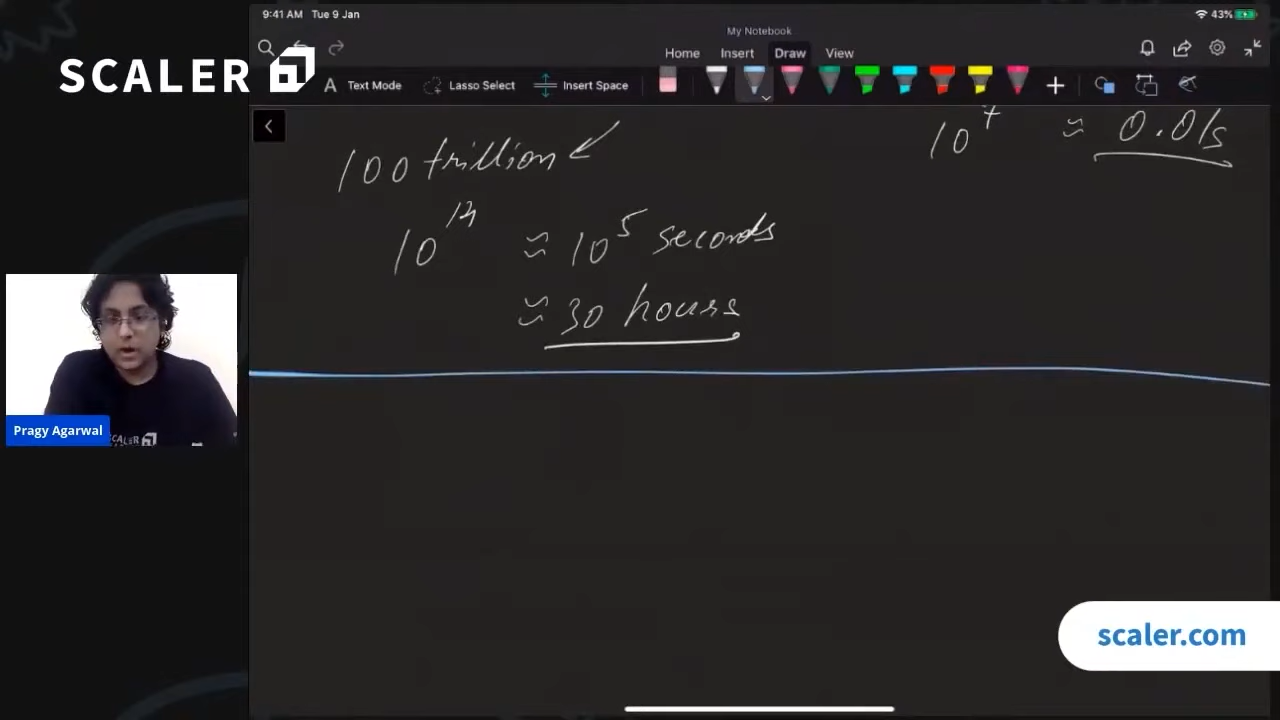 9:41 AM Tue 9 Jan
43%
My Notebook
Home Insert Draw View
SCALER
Text Mode Lasso Select Insert Space
100 trillion
10^7 ≈ 0.01s
10^14 ≈ 10^5 seconds
≈ 30 hours
SCALER
Pragy Agarwal
scaler.com